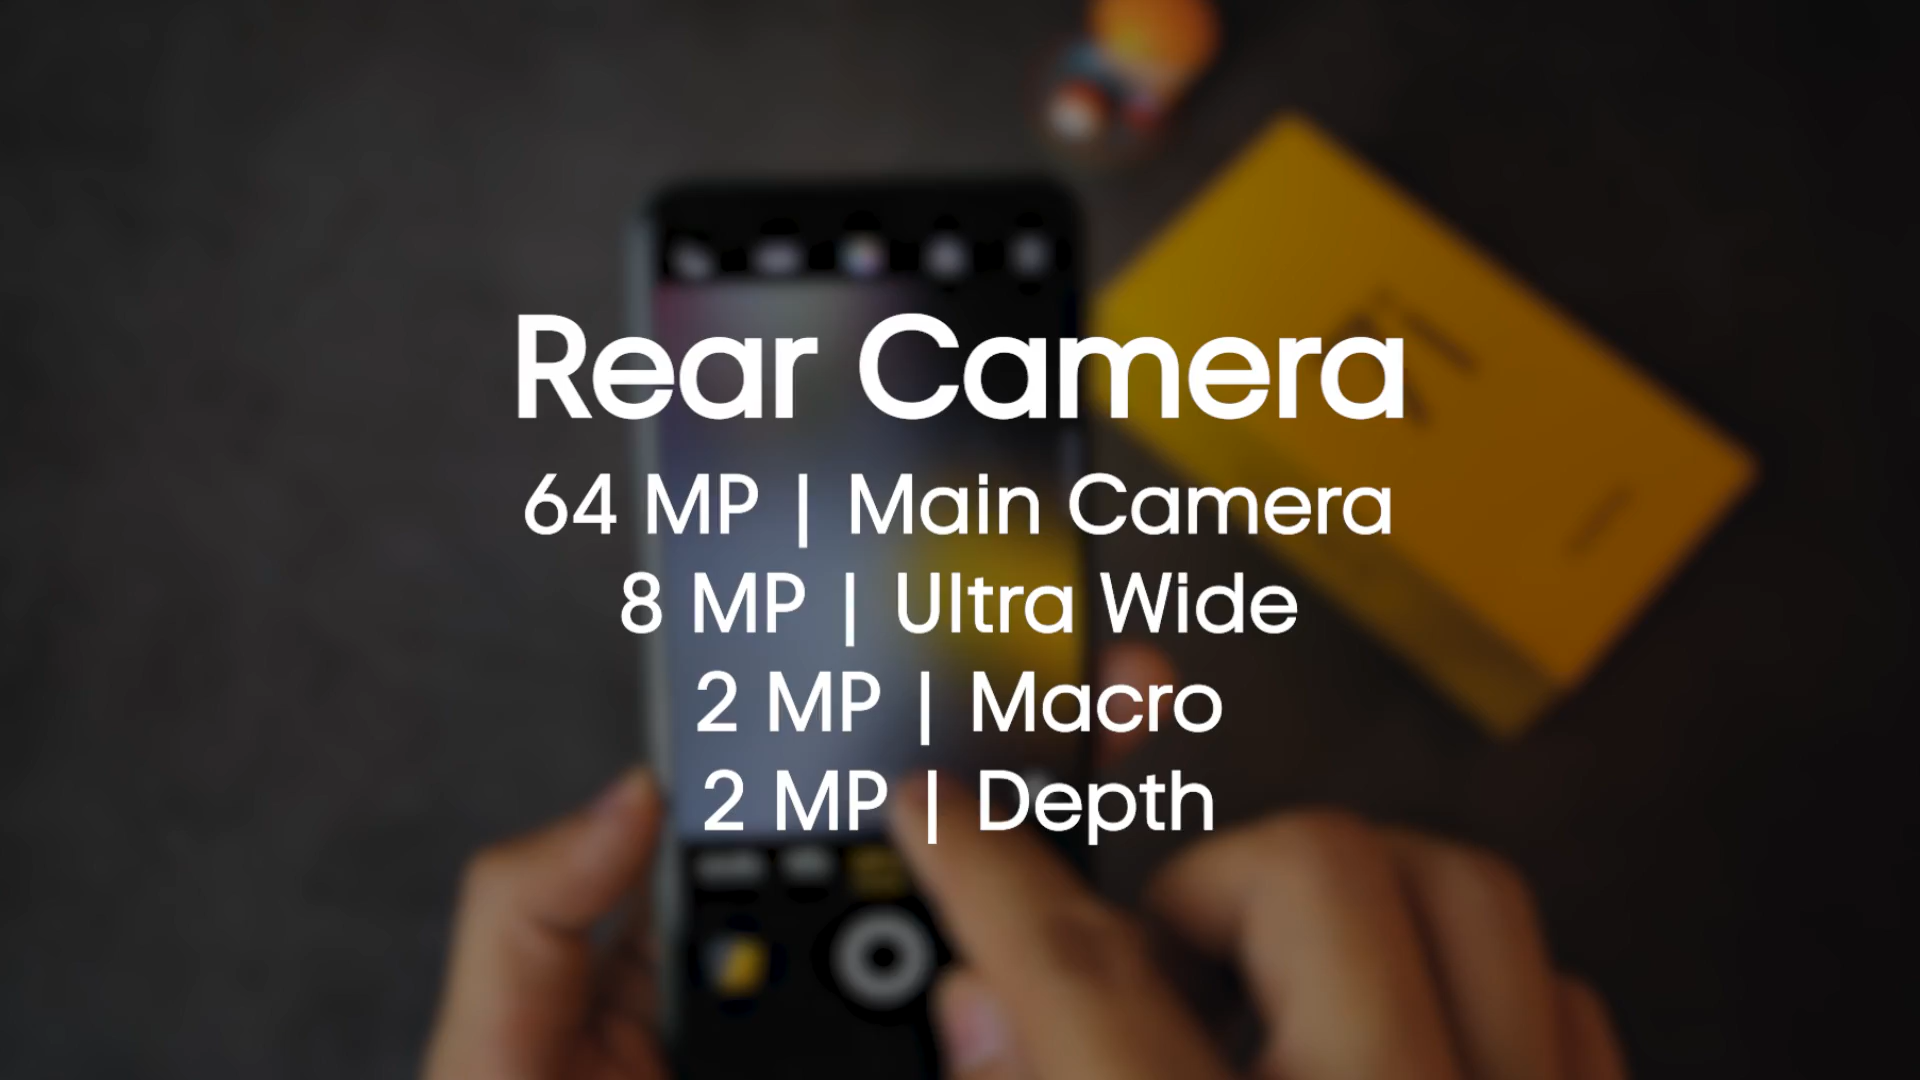 Rear Camera
64 MP | Main Camera
8 MP | Ultra Wide
2 MP | Macro
2 MP | Depth